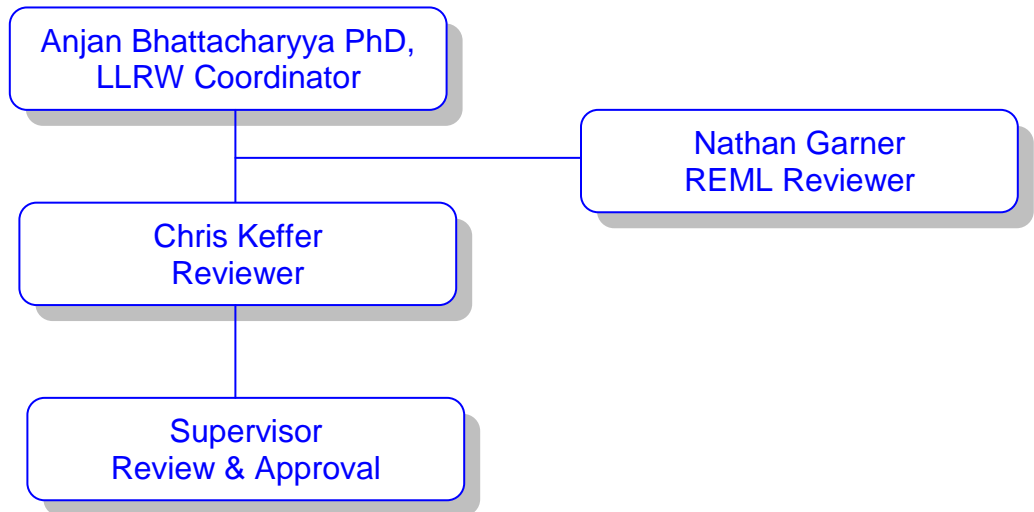 Anjan Bhattacharyya PhD,
LLRW Coordinator
Nathan Garner
REML Reviewer
Chris Keffer
Reviewer
Supervisor
Review & Approval